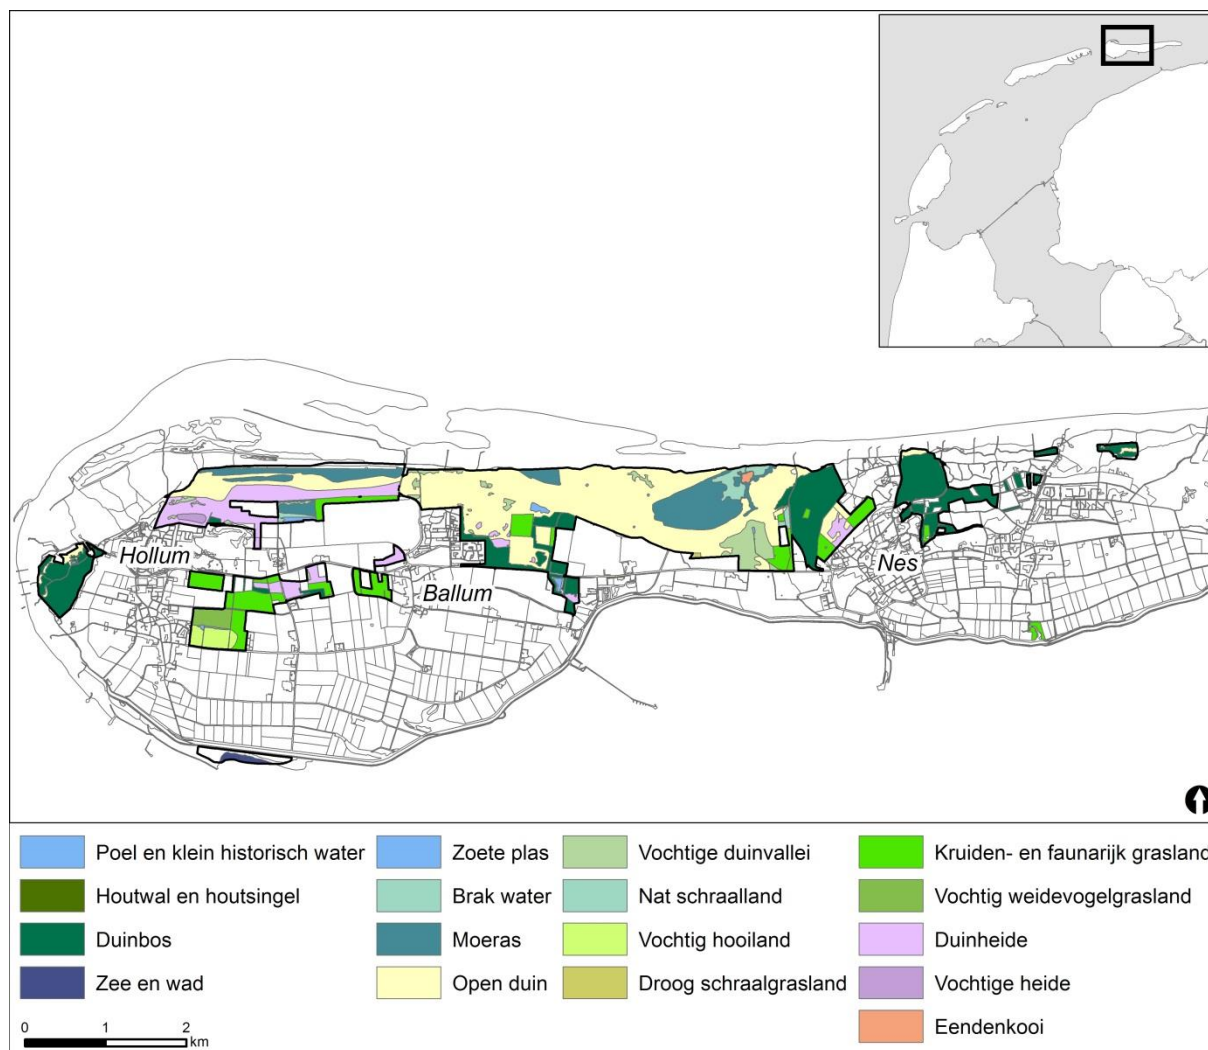 Hollum
Ballum
Nes
Poel en klein historisch water
Houtwal en houtsingel
Duinbos
Zee en wad
Zoete plas
Brak water
Moeras
Open duin
Vochtige duinvallei
Nat schraalland
Vochtig hooiland
Droog schraalgrasland
Kruiden- en faunarijk grasland
Vochtig weidevogelgrasland
Duinheide
Vochtige heide
Eendenkooi
0 1 2
km